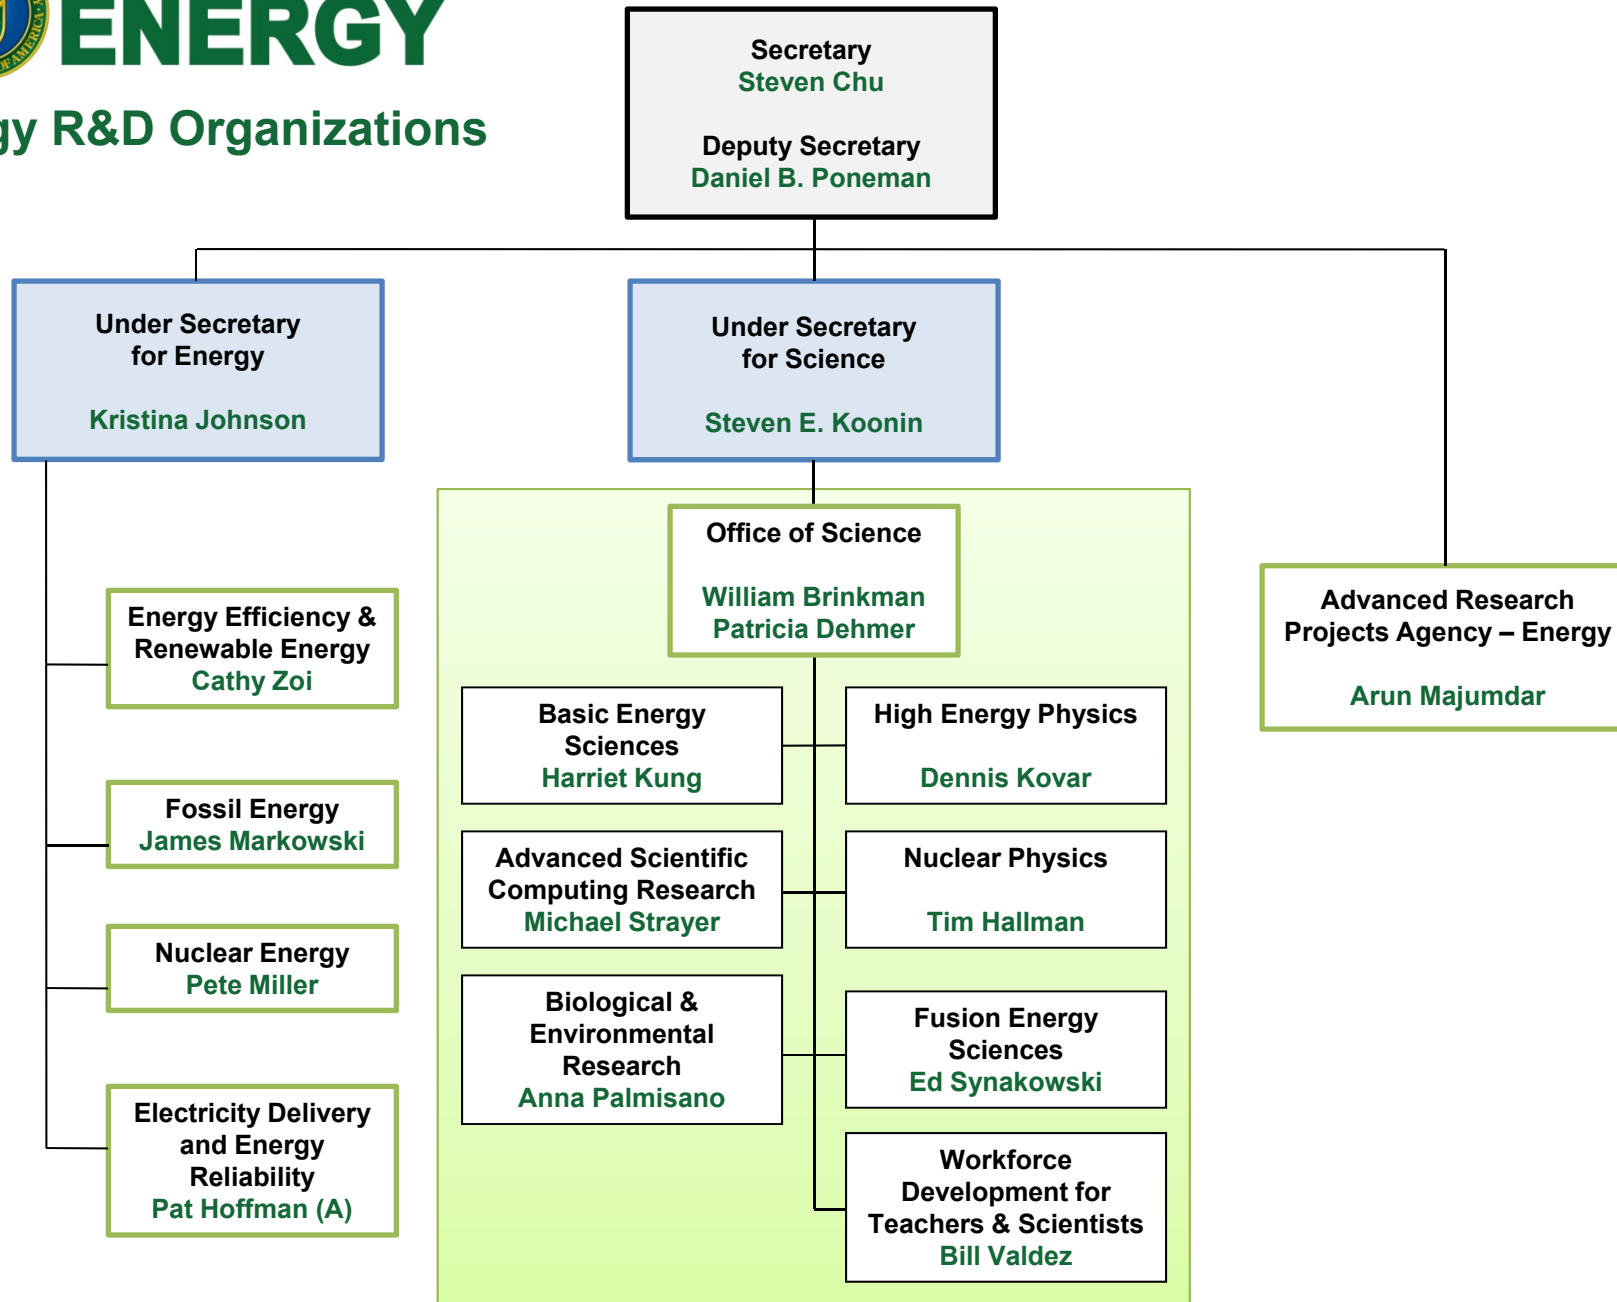 ENERGY
R&D Organizations
Secretary
Steven Chu
Deputy Secretary
Daniel B. Poneman
Under Secretary
for Energy
Kristina Johnson
Under Secretary
for Science
Steven E. Koonin
Office of Science
William Brinkman
Patricia Dehmer
Advanced Research
Projects Agency – Energy
Arun Majumdar
Energy Efficiency &
Renewable Energy
Cathy Zoi
Fossil Energy
James Markowski
Nuclear Energy
Pete Miller
Electricity Delivery
and Energy
Reliability
Pat Hoffman (A)
Basic Energy
Sciences
Harriet Kung
High Energy Physics
Dennis Kovar
Advanced Scientific
Computing Research
Michael Strayer
Nuclear Physics
Tim Hallman
Biological &
Environmental
Research
Anna Palmisano
Fusion Energy
Sciences
Ed Synakowski
Workforce
Development for
Teachers & Scientists
Bill Valdez